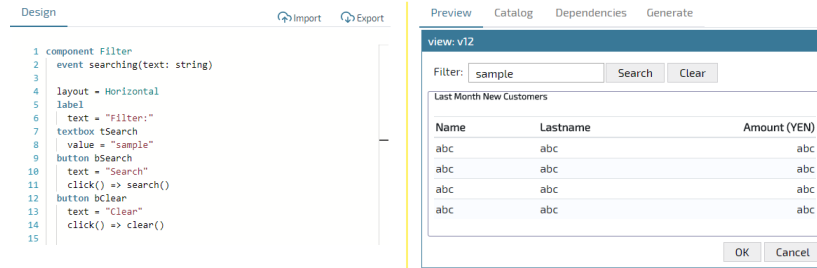 Design
Import
Export
1 component Filter
2 event searching(text: string)
3
4 layout = Horizontal
5 label
6 text = "Filter:"
7 textbox tSearch
8 value = "sample"
9 button bSearch
10 text = "Search"
11 click() => search()
12 button bClear
13 text = "Clear"
14 click() => clear()
15
Preview Catalog Dependencies Generate
view: v12
Filter: sample Search Clear
Last Month New Customers
Name Lastname Amount (YEN)
abc abc abc
abc abc abc
abc abc abc
abc abc abc
OK Cancel